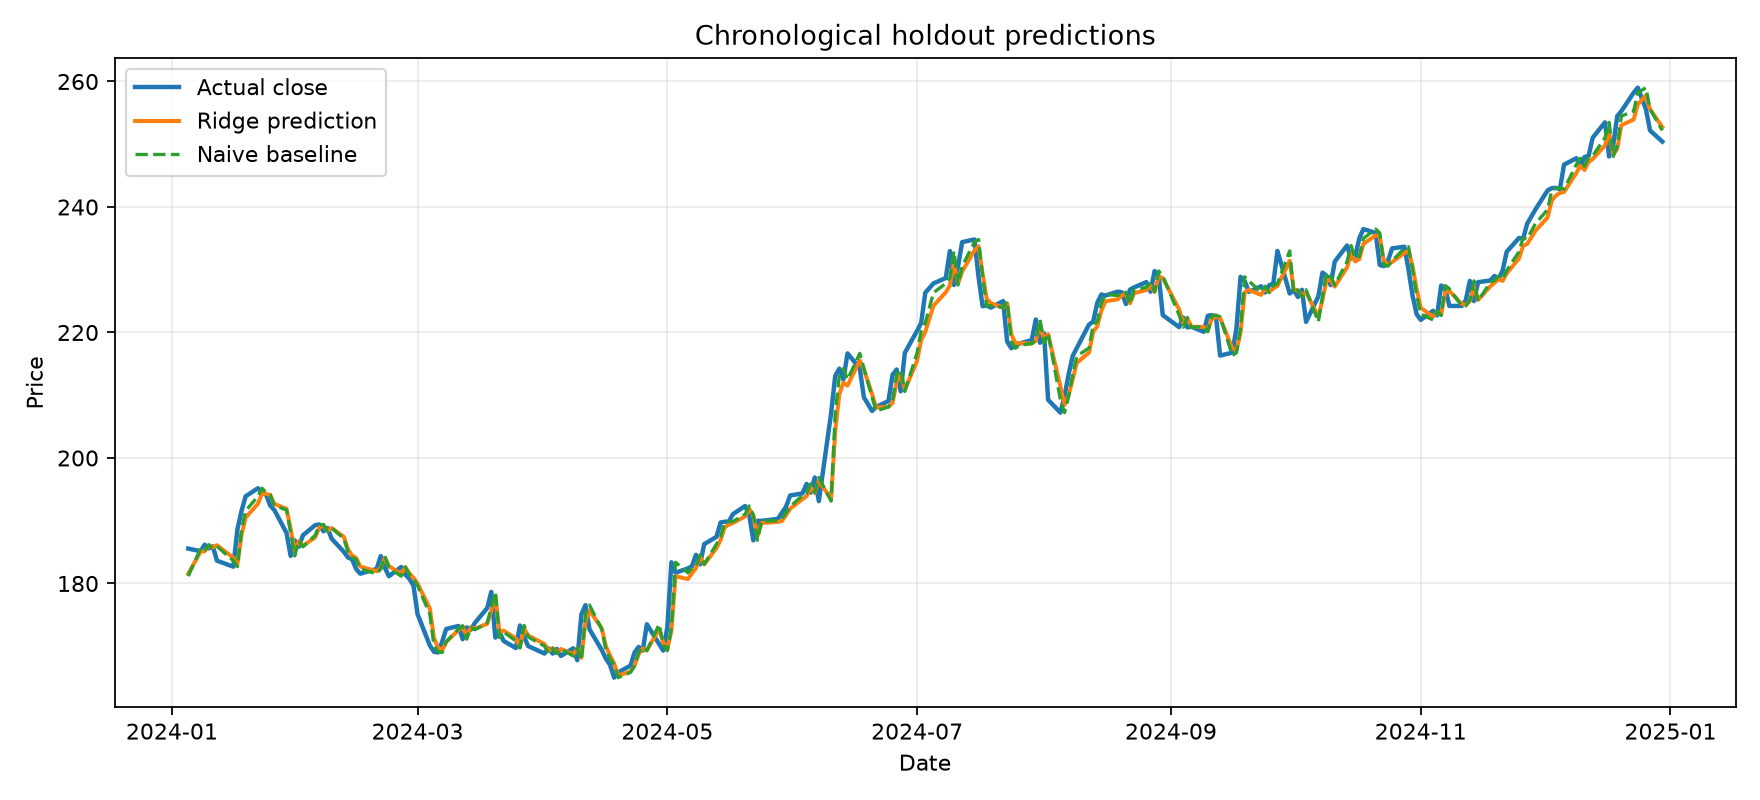 Chronological holdout predictions
Actual close
Ridge prediction
Naive baseline
260
240
220
200
180
Price
2024-01
2024-03
2024-05
2024-07
2024-09
2024-11
2025-01
Date